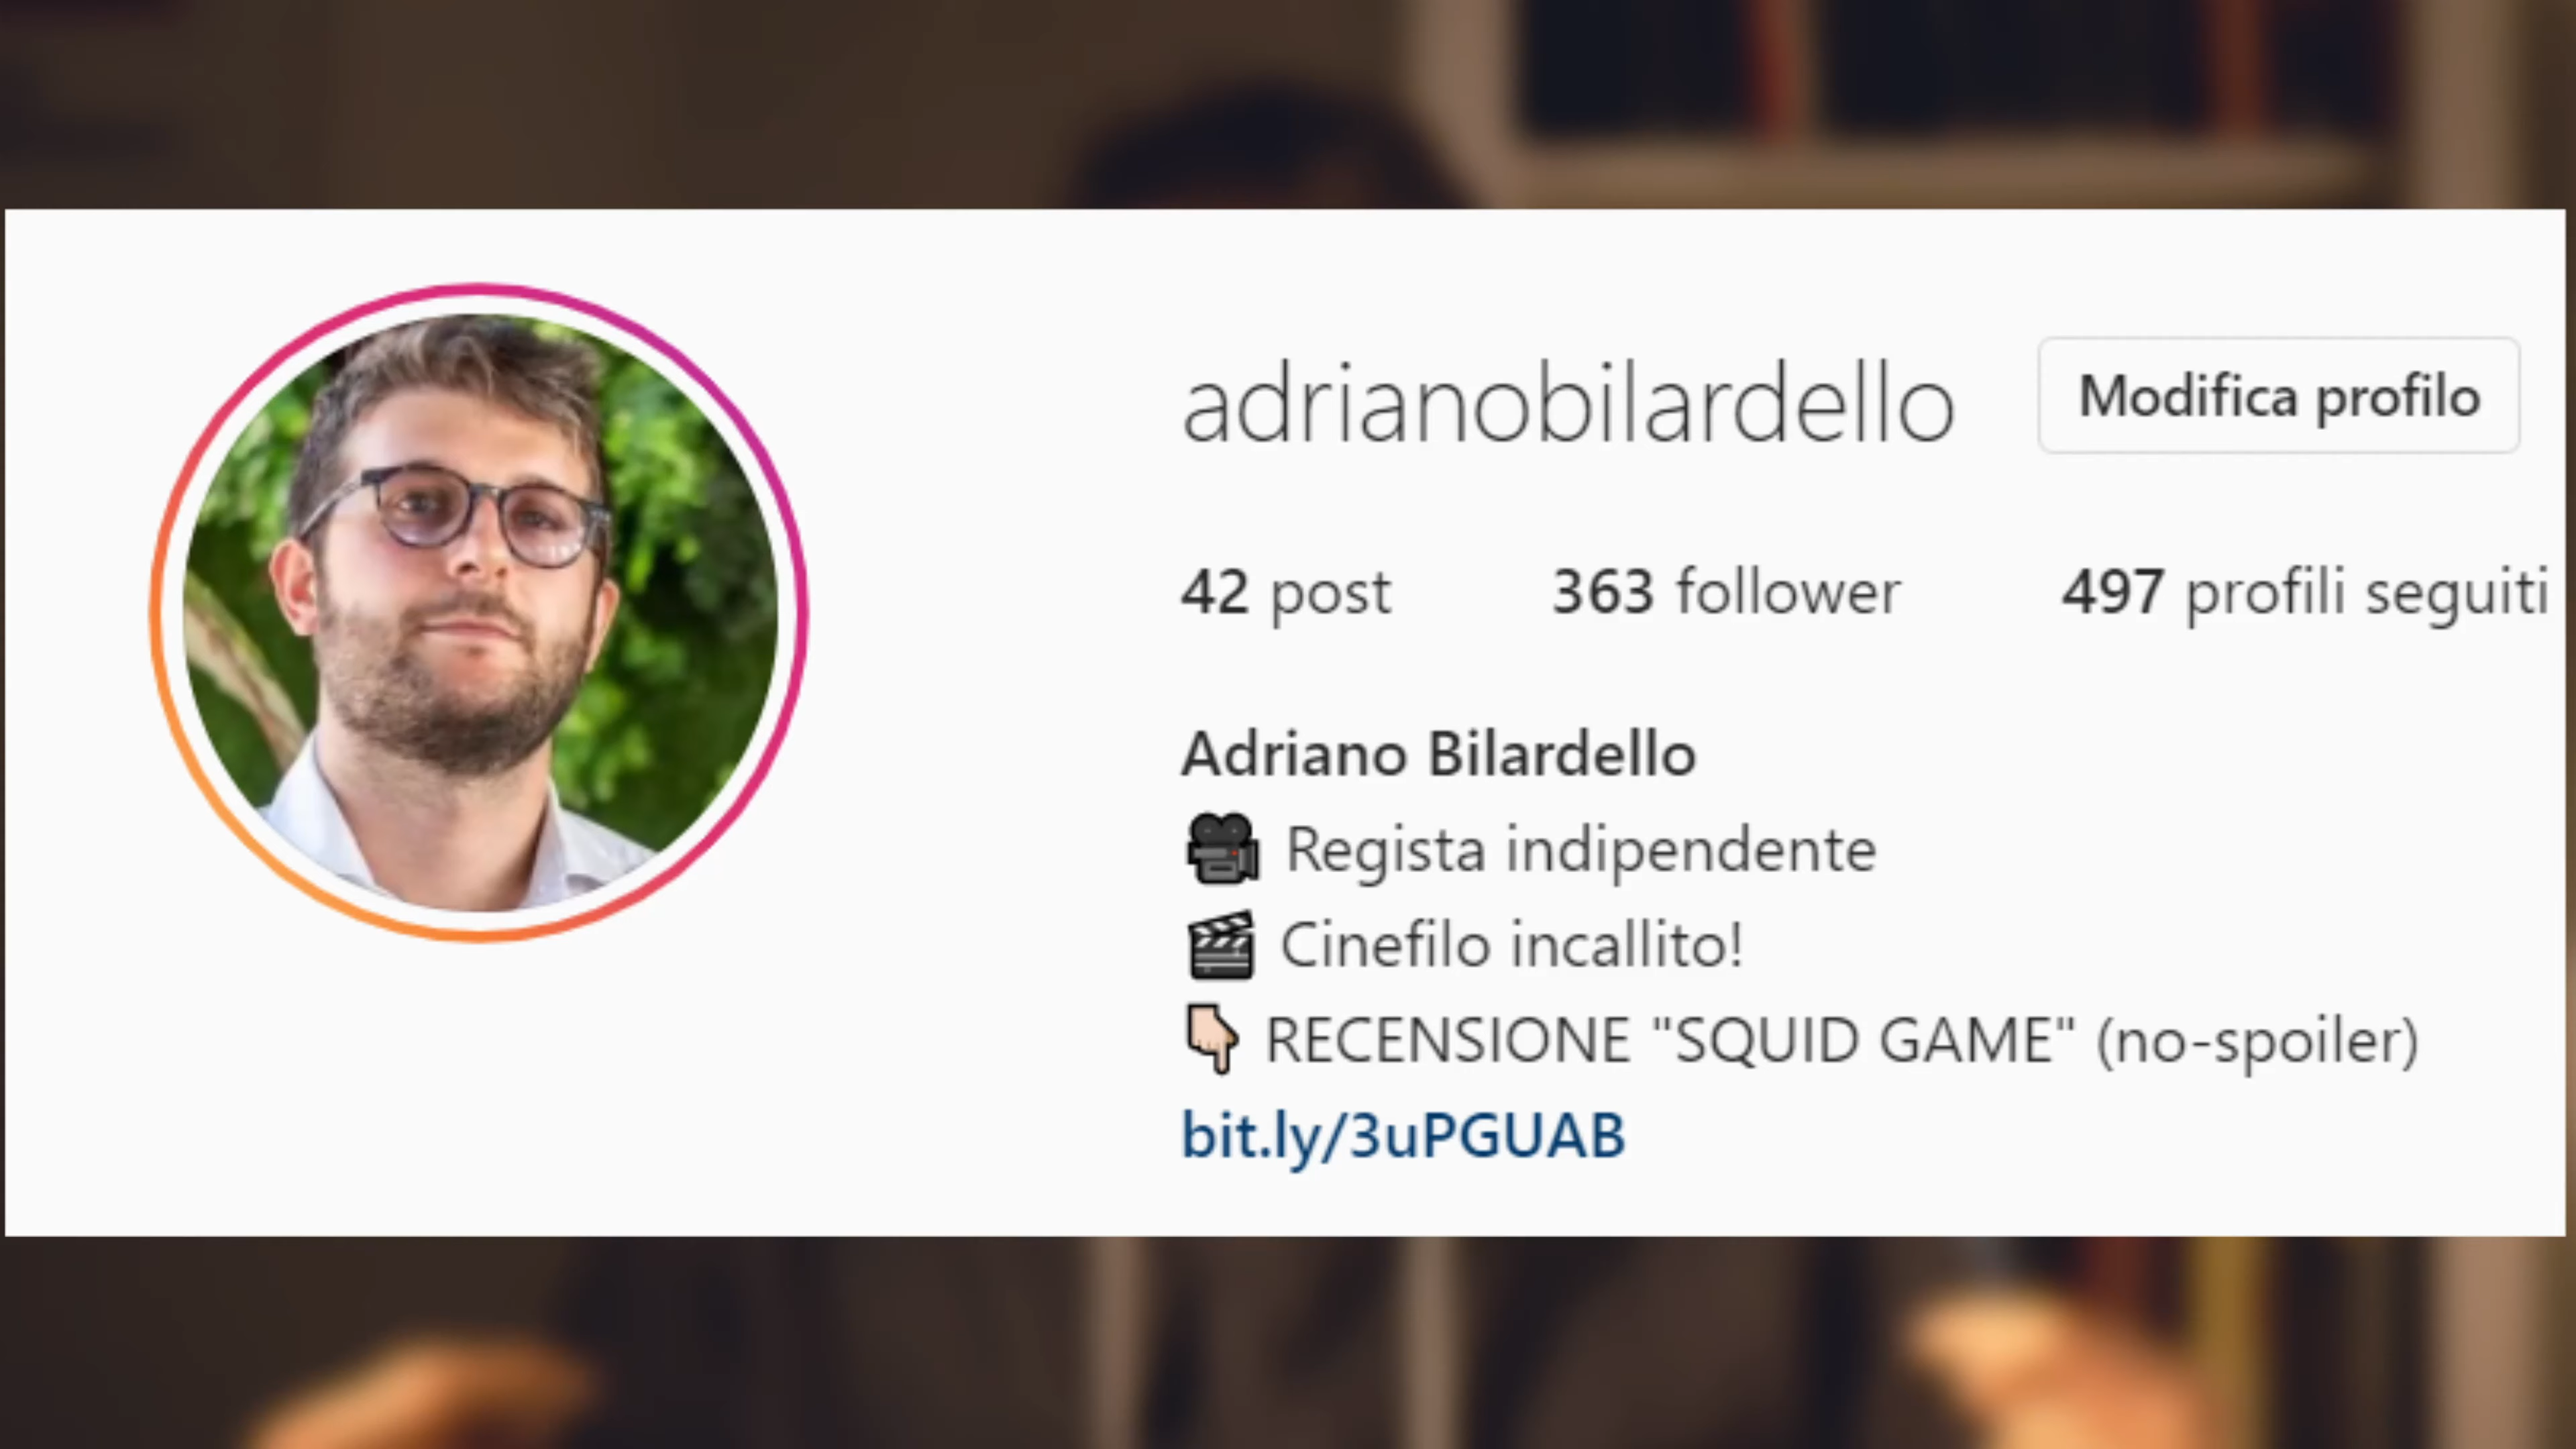 adrianobilardello Modifica profilo
42 post 363 follower 497 profili seguiti
Adriano Bilardello
🎥 Regista indipendente
🎬 Cinefilo incallito!
👇🏻 RECENSIONE "SQUID GAME" (no-spoiler)
bit.ly/3uPGUAB